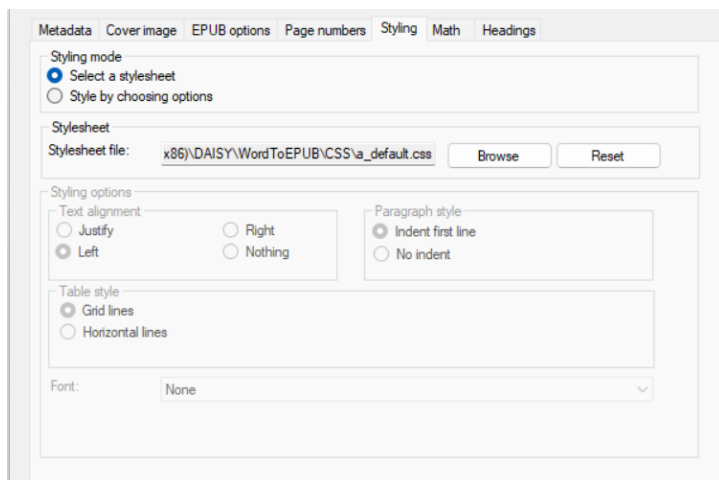 Metadata Cover image EPUB options Page numbers Styling Math Headings
Styling mode
Select a stylesheet
Style by choosing options
Stylesheet
Stylesheet file: x86)\DAISY\WordToEPUB\CSS\a_default.css Browse Reset
Styling options
Text alignment Paragraph style
Justify Right Indent first line
Left Nothing No indent
Table style
Grid lines
Horizontal lines
Font: None